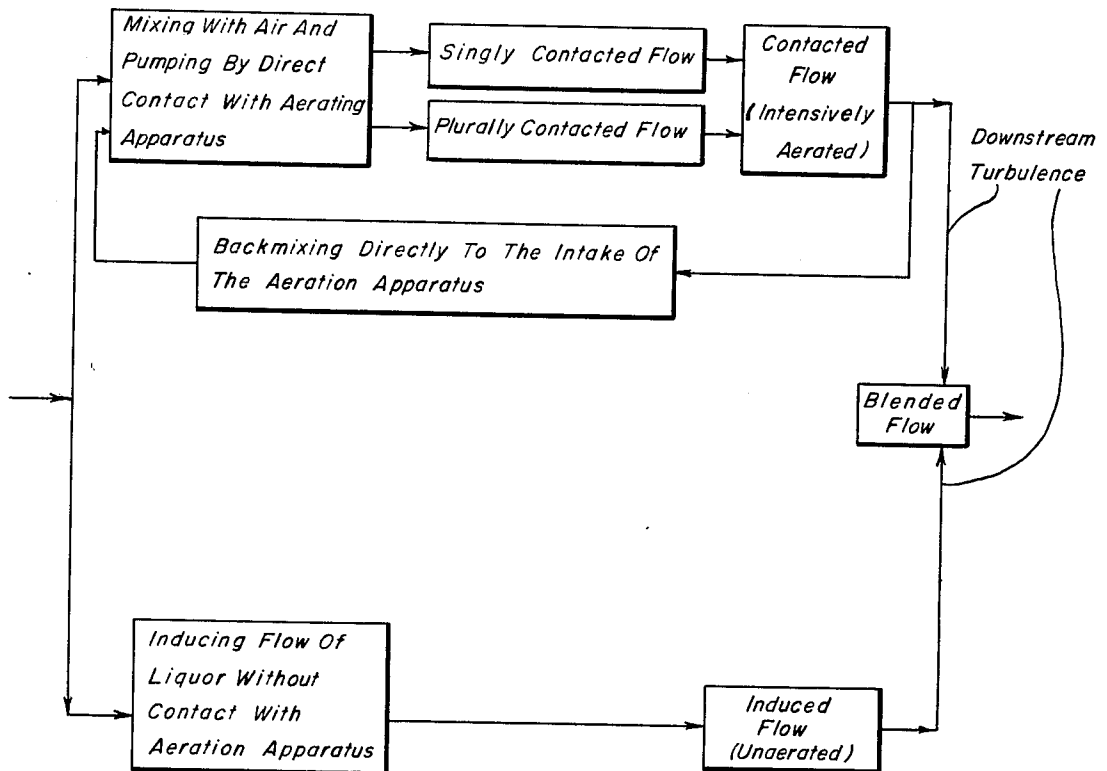 Mixing With Air And
Pumping By Direct
Contact With Aerating
Apparatus
Singly Contacted Flow
Plurally Contacted Flow
Contacted
Flow
(Intensively
Aerated)
Downstream
Turbulence
Backmixing Directly To The Intake Of
The Aeration Apparatus
Blended
Flow
Inducing Flow Of
Liquor Without
Contact With
Aeration Apparatus
Induced
Flow
(Unaerated)